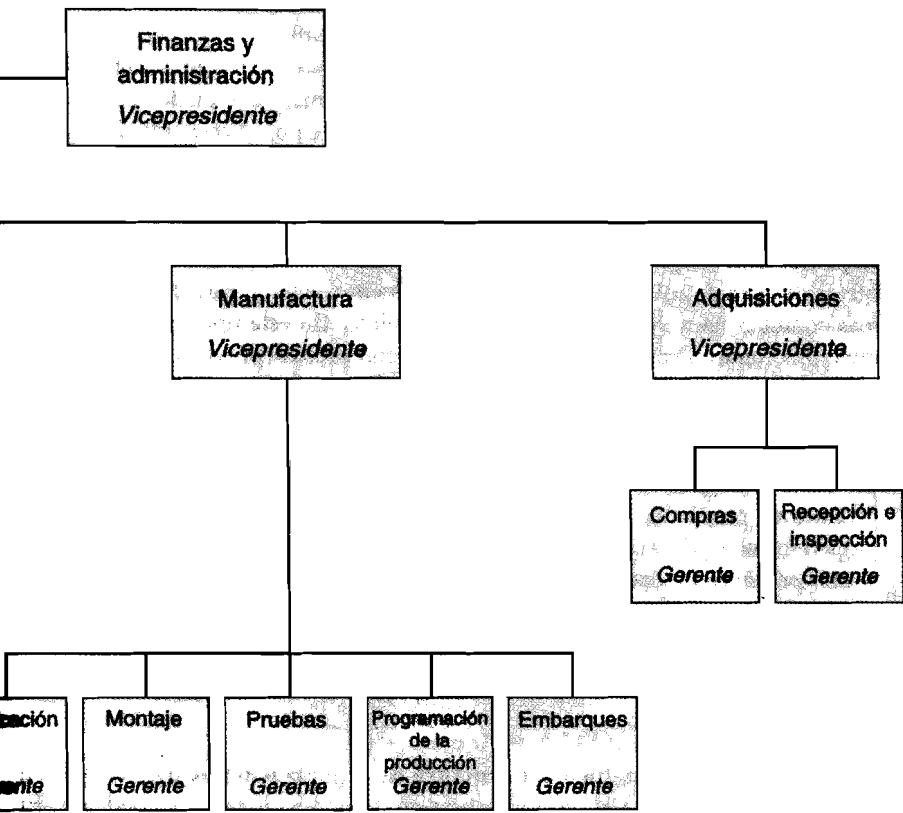 Finanzas y
administración
Vicepresidente
Manufactura
Vicepresidente
Adquisiciones
Vicepresidente
Compras
Gerente
Recepción e
inspección
Gerente
Montaje
Gerente
Pruebas
Gerente
Programación
de la
producción
Gerente
Embarques
Gerente